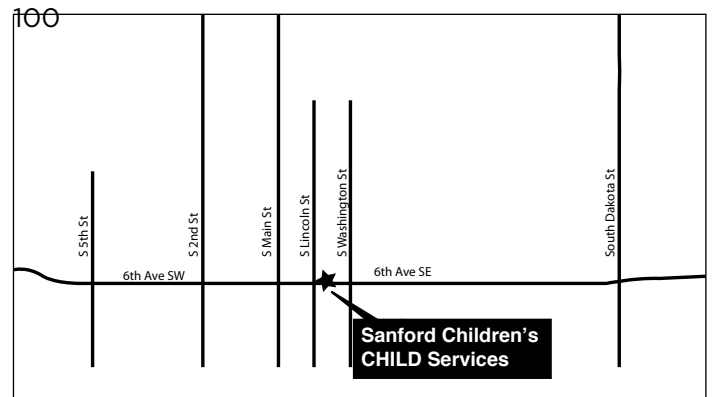 100
S 5th St
S 2nd St
S Main St
S Lincoln St
S Washington St
South Dakota St
6th Ave SW
6th Ave SE
Sanford Children’s
CHILD Services